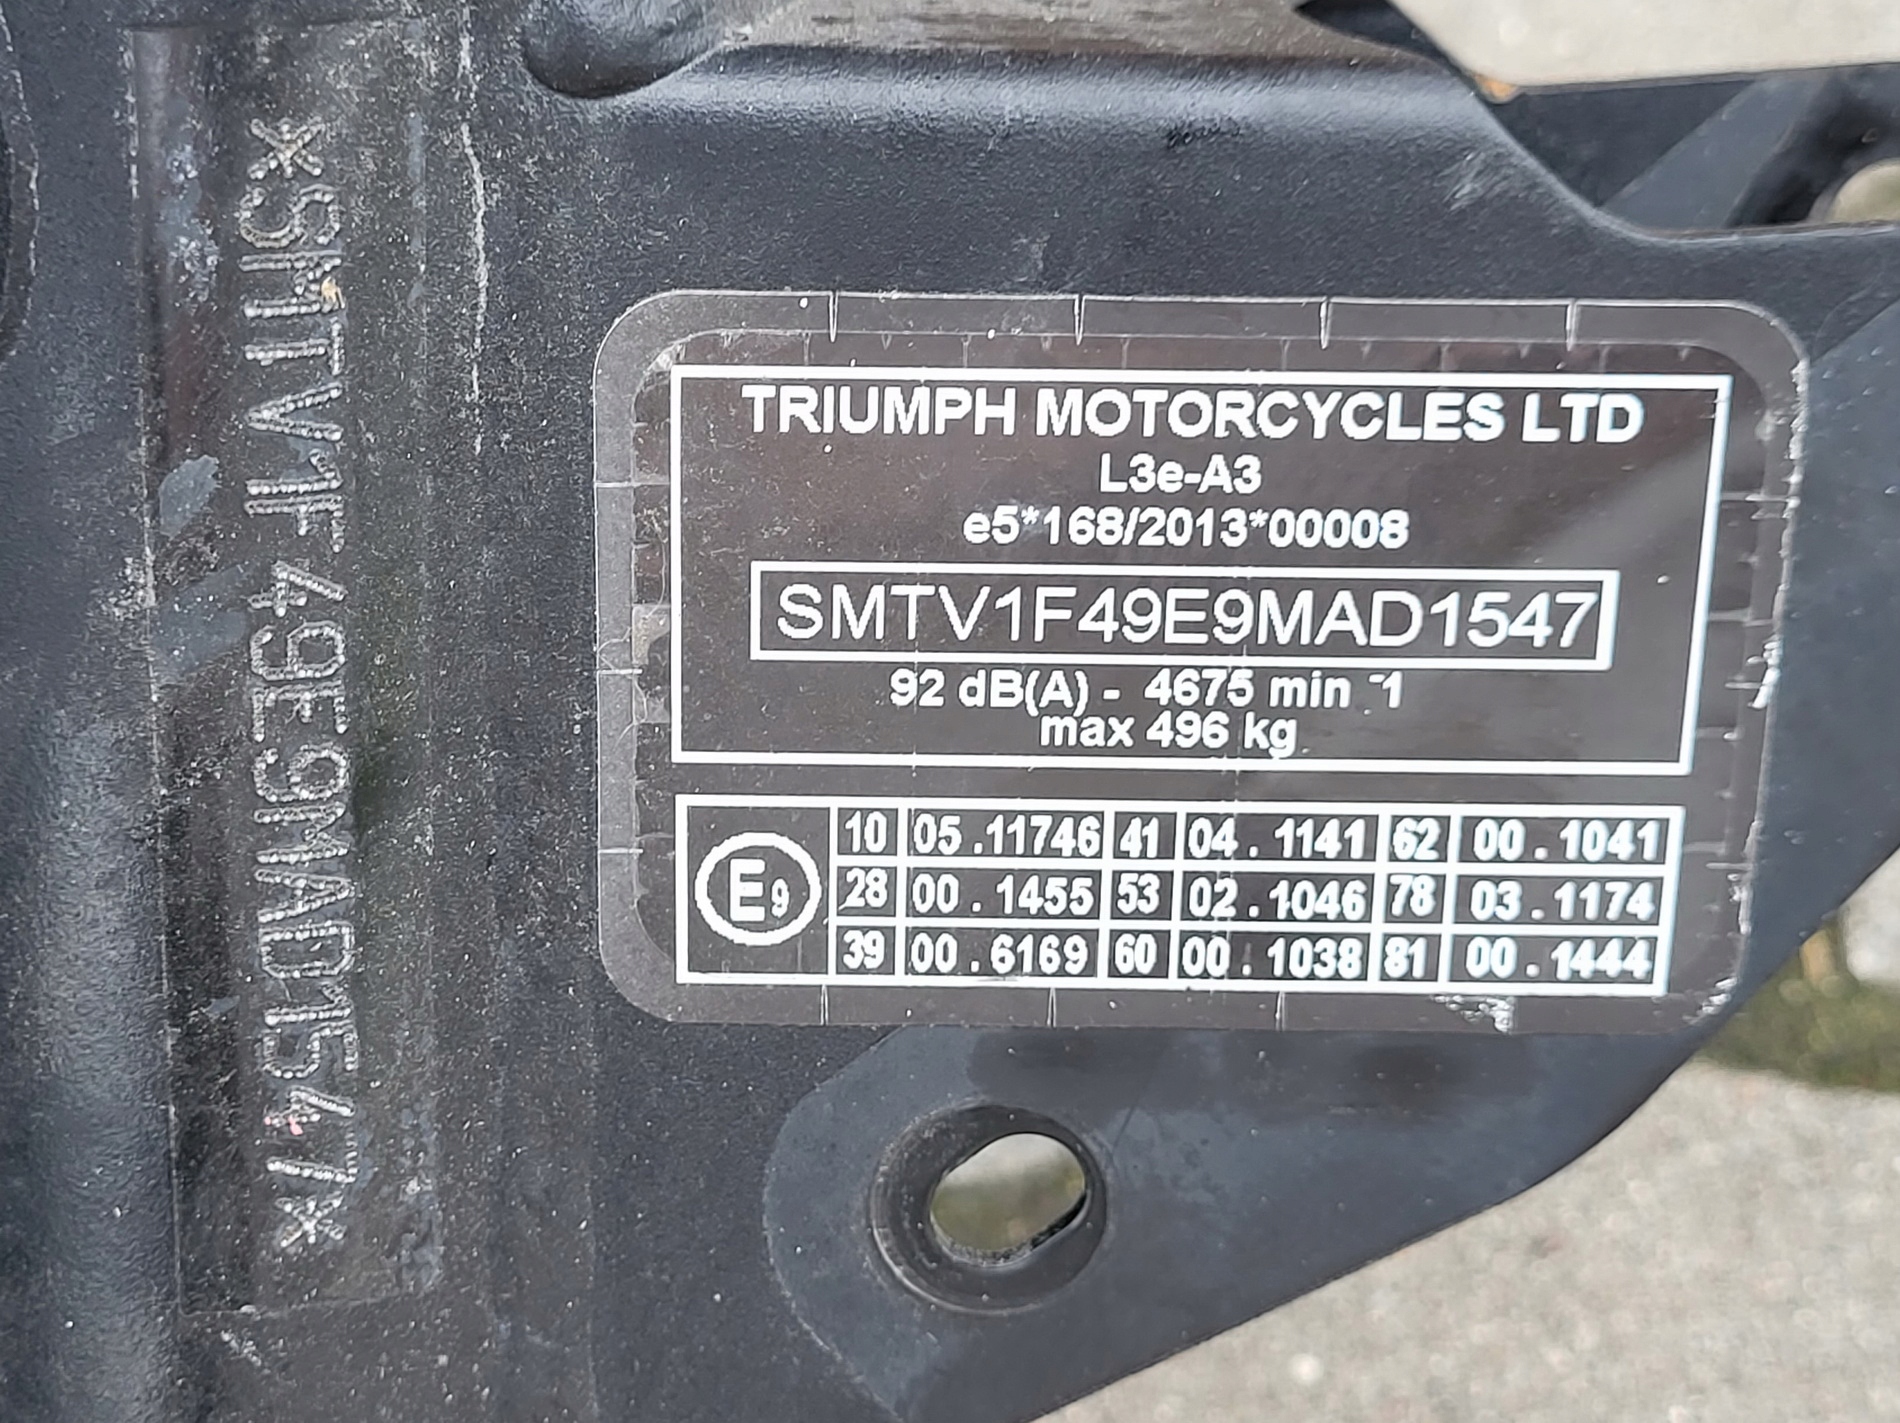 *SMTV1F49E9MAD1547*
TRIUMPH MOTORCYCLES LTD
L3e-A3
e5*168/2013*00008
SMTV1F49E9MAD1547
92 dB(A) - 4675 min -1
max 496 kg
E9
10 05.11746 41 04.1141 62 00.1041
28 00.1455 53 02.1046 78 03.1174
39 00.6169 60 00.1038 81 00.1444